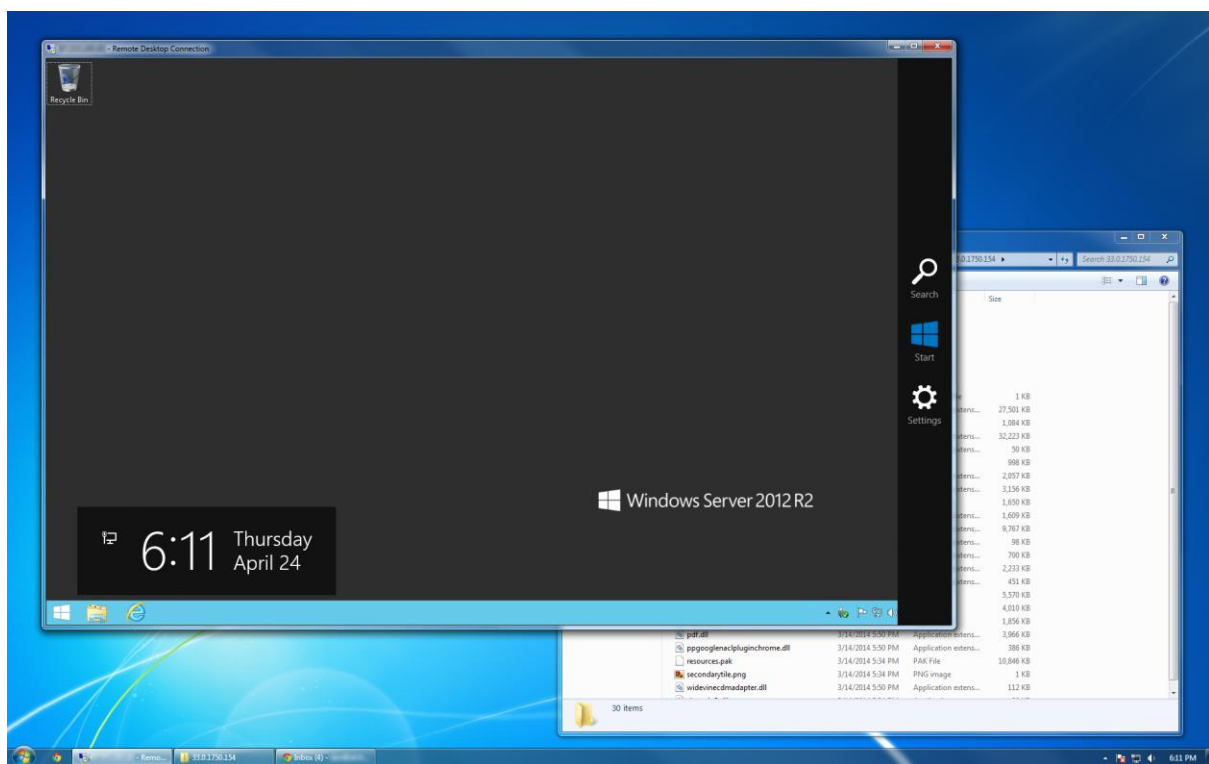 - Remote Desktop Connection
Recycle Bin
Search
Start
Settings
Windows Server 2012 R2
6:11 Thursday
April 24
.0.1750.154
Search 33.0.1750.154
Size
1 KB
27,501 KB
1,084 KB
32,223 KB
50 KB
998 KB
2,057 KB
3,156 KB
1,650 KB
1,609 KB
9,767 KB
98 KB
700 KB
2,233 KB
451 KB
5,570 KB
4,010 KB
1,856 KB
pdf.dll 3/14/2014 5:50 PM Application extens... 3,966 KB
ppgooglenaclpluginchrome.dll 3/14/2014 5:50 PM Application extens... 386 KB
resources.pak 3/14/2014 5:34 PM PAK File 10,846 KB
secondarytile.png 3/14/2014 5:34 PM PNG image 1 KB
widevinecdmadapter.dll 3/14/2014 5:50 PM Application extens... 112 KB
30 items
- Remo...
33.0.1750.154
Inbox (4) -
6:11 PM